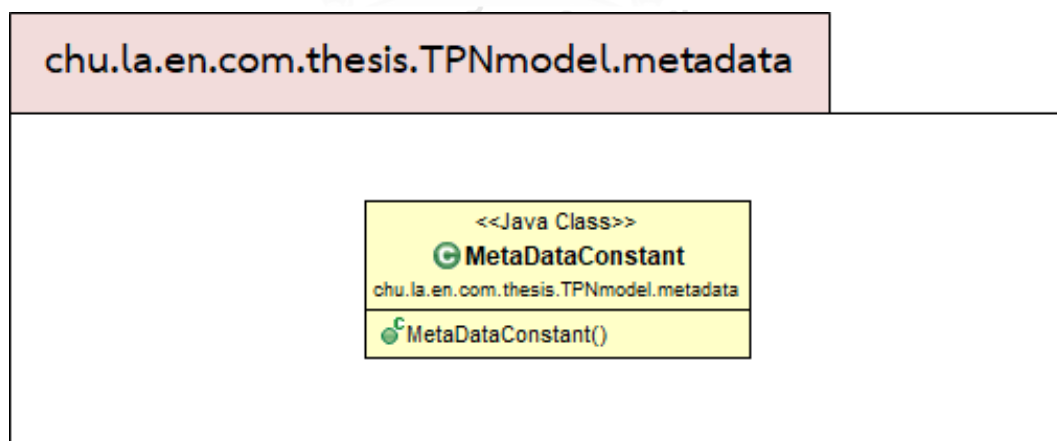 chu.la.en.com.thesis.TPNmodel.metadata
<<Java Class>>
MetaDataConstant
chu.la.en.com.thesis.TPNmodel.metadata
MetaDataConstant()